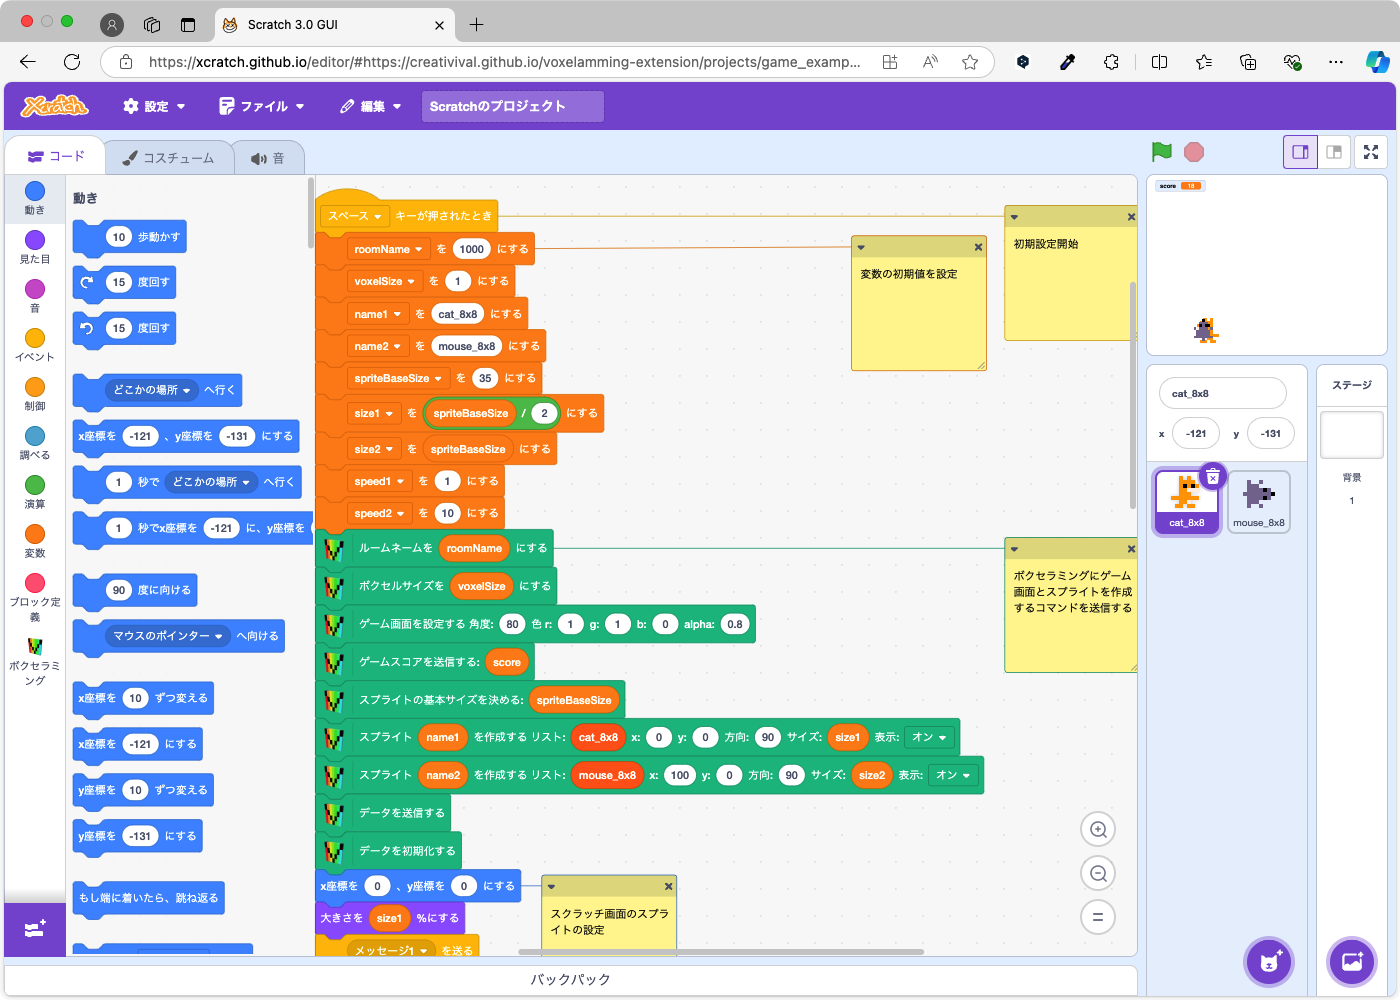 Scratch 3.0 GUI
https://xcratch.github.io/editor/#https://creativival.github.io/voxelamming-extension/projects/game_examp...
Xcratch
設定
ファイル
編集
Scratchのプロジェクト
コード
コスチューム
音
動き
見た目
音
イベント
制御
調べる
演算
変数
ブロック定
義
ボクセラミ
ング
動き
10 歩動かす
15 度回す
15 度回す
どこかの場所 へ行く
x座標を -121 、y座標を -131 にする
1 秒で どこかの場所 へ行く
1 秒でx座標を -121 に、y座標を
90 度に向ける
マウスのポインター へ向ける
x座標を 10 ずつ変える
x座標を -121 にする
y座標を 10 ずつ変える
y座標を -131 にする
もし端に着いたら、跳ね返る
スペース キーが押されたとき
roomName を 1000 にする
voxelSize を 1 にする
name1 を cat_8x8 にする
name2 を mouse_8x8 にする
spriteBaseSize を 35 にする
size1 を spriteBaseSize / 2 にする
size2 を spriteBaseSize にする
speed1 を 1 にする
speed2 を 10 にする
ルームネームを roomName にする
ボクセルサイズを voxelSize にする
ゲーム画面を設定する 角度: 80 色 r: 1 g: 1 b: 0 alpha: 0.8
ゲームスコアを送信する: score
スプライトの基本サイズを決める: spriteBaseSize
スプライト name1 を作成する リスト: cat_8x8 x: 0 y: 0 方向: 90 サイズ: size1 表示: オン
スプライト name2 を作成する リスト: mouse_8x8 x: 100 y: 0 方向: 90 サイズ: size2 表示: オン
データを送信する
データを初期化する
x座標を 0 、y座標を 0 にする
大きさを size1 %にする
メッセージ1 を送る
変数の初期値を設定
初期設定開始
ボクセラミングにゲーム
画面とスプライトを作成
するコマンドを送信する
スクラッチ画面のスプラ
イトの設定
バックパック
score 18
cat_8x8
x -121 y -131
cat_8x8
mouse_8x8
ステージ
背景
1